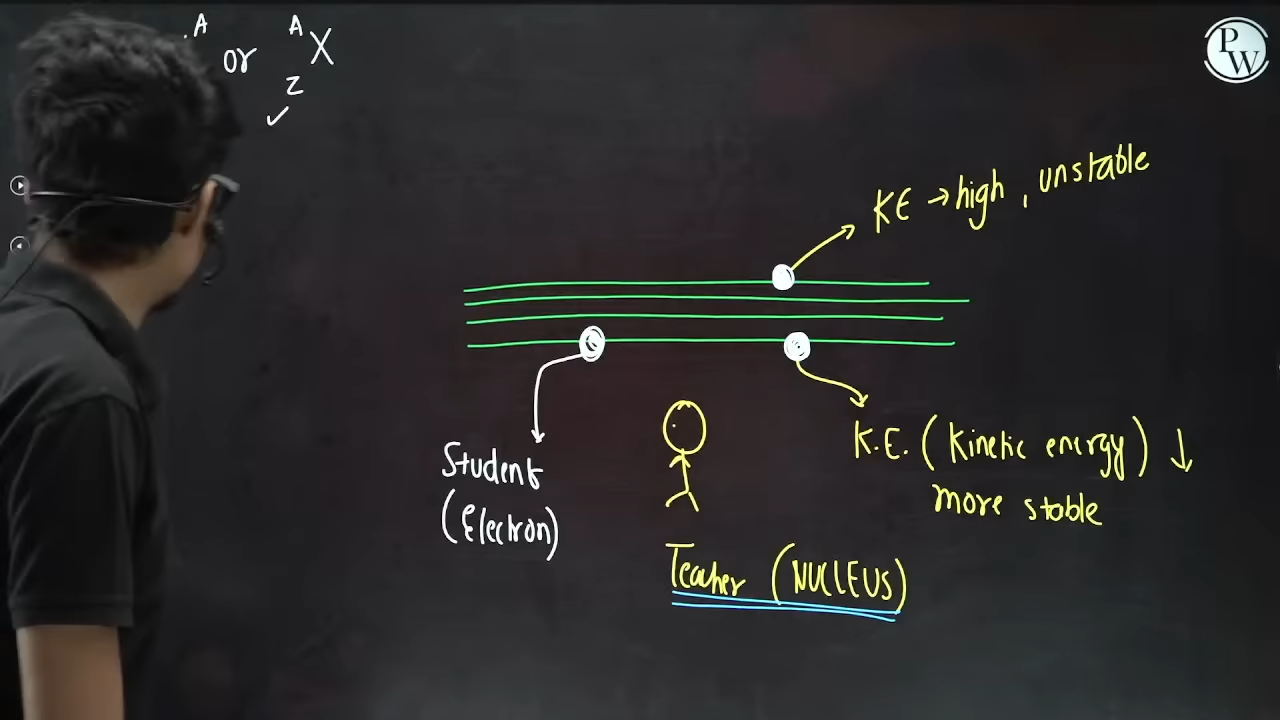 A
or
A
X
Z
PW
KE → high, unstable
Student
(Electron)
K.E. (Kinetic energy) ↓
more stable
Teacher (NUCLEUS)